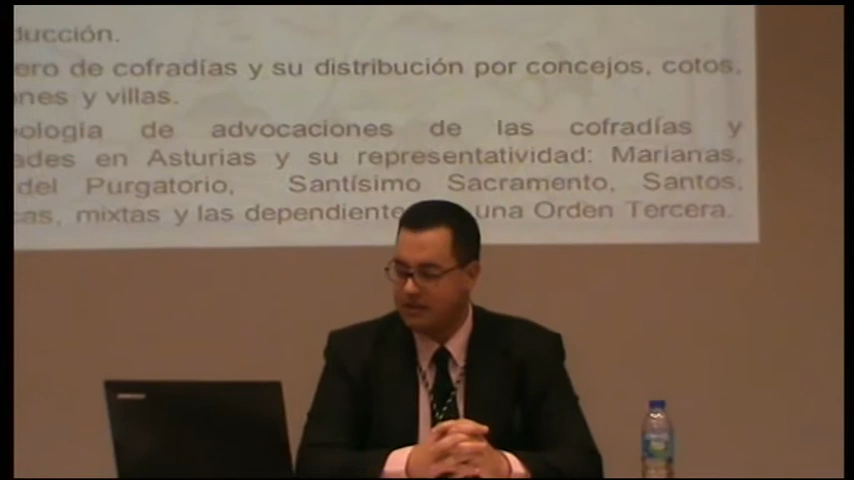 ducción.
ero de cofradías y su distribución por concejos, cotos,
ones y villas.
ología de advocaciones de las cofradías y
ades en Asturias y su representatividad: Marianas,
del Purgatorio, Santísimo Sacramento, Santos,
cas, mixtas y las dependiente una Orden Tercera.